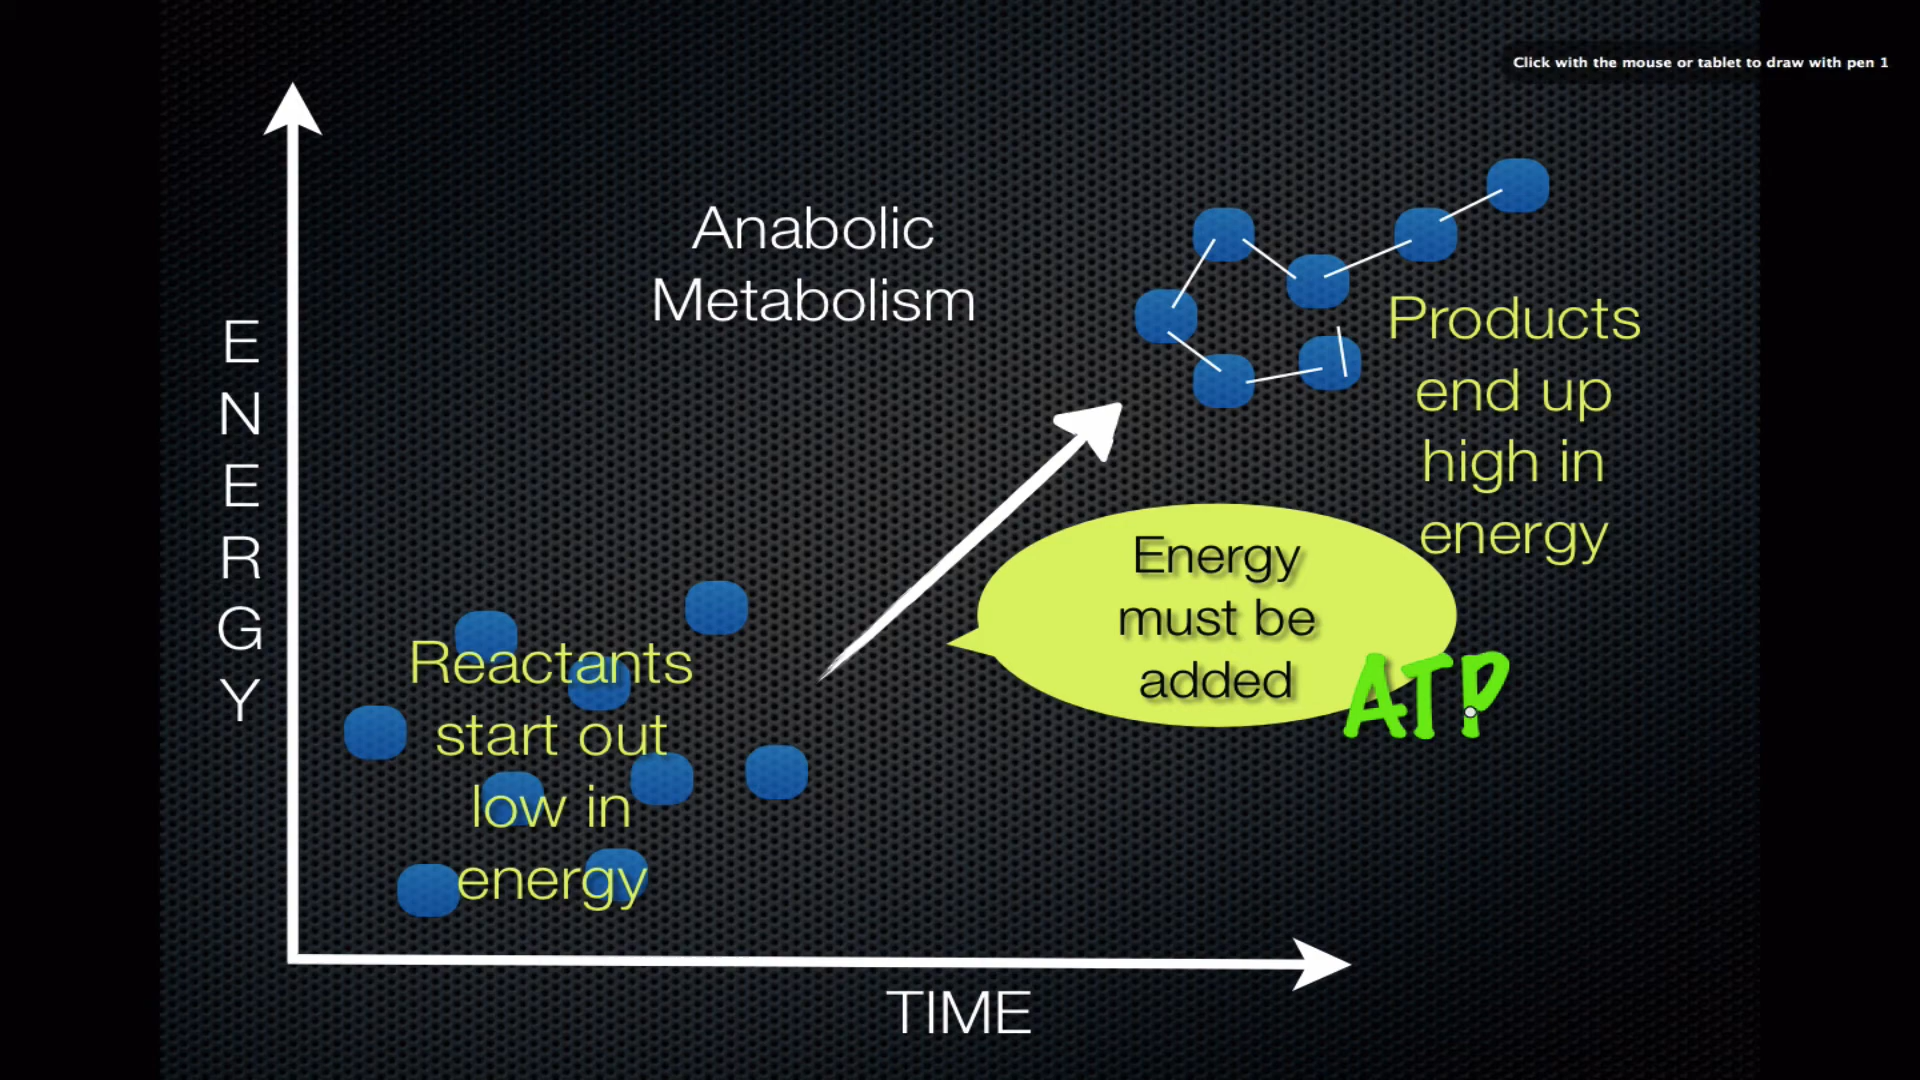 Click with the mouse or tablet to draw with pen 1
Anabolic
Metabolism
E
N
E
R
G
Y
Products
end up
high in
energy
Energy
must be
added
ATP
Reactants
start out
low in
energy
TIME